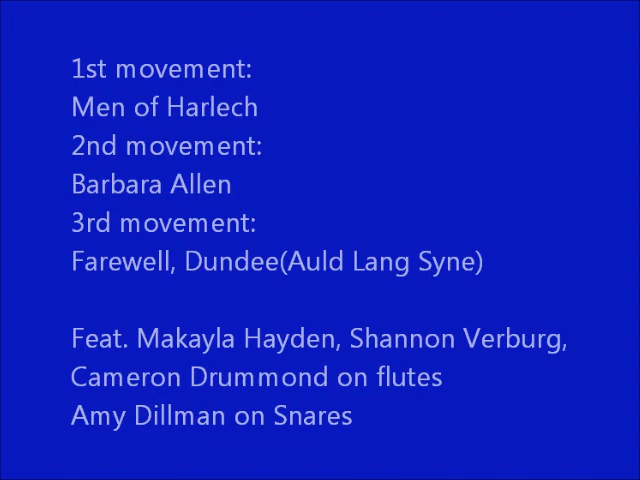 1st movement:
Men of Harlech
2nd movement:
Barbara Allen
3rd movement:
Farewell, Dundee(Auld Lang Syne)
Feat. Makayla Hayden, Shannon Verburg,
Cameron Drummond on flutes
Amy Dillman on Snares